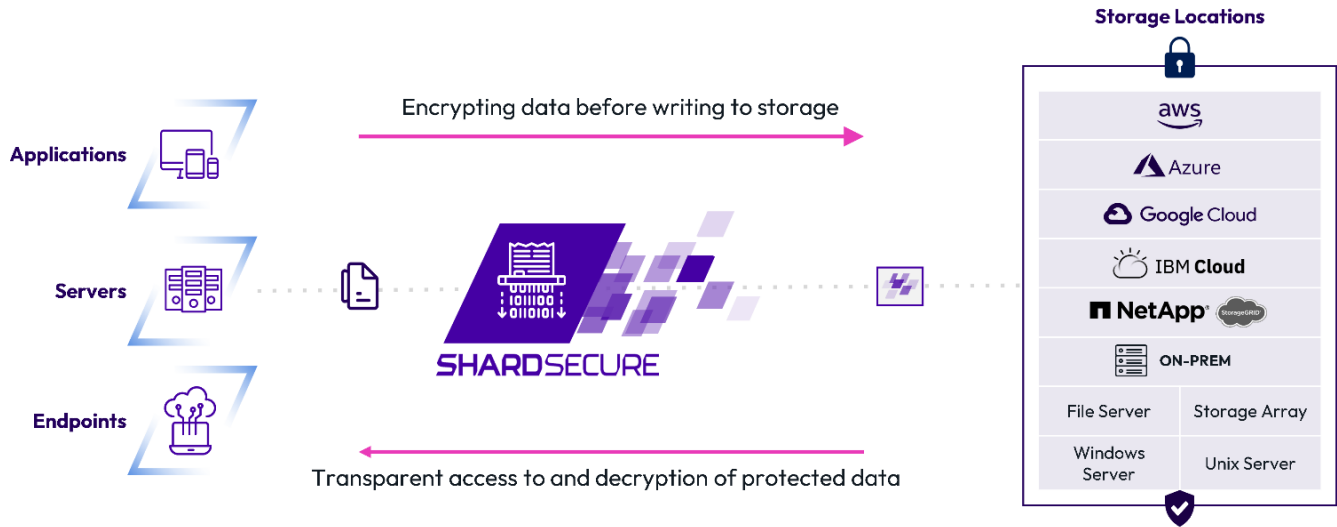 Storage Locations
Encrypting data before writing to storage
aws
Applications
Azure
Google Cloud
IBM Cloud
Servers
NetApp® StorageGRID®
SHARDSECURE
ON-PREM
Endpoints
File Server
Storage Array
Windows
Server
Unix Server
Transparent access to and decryption of protected data